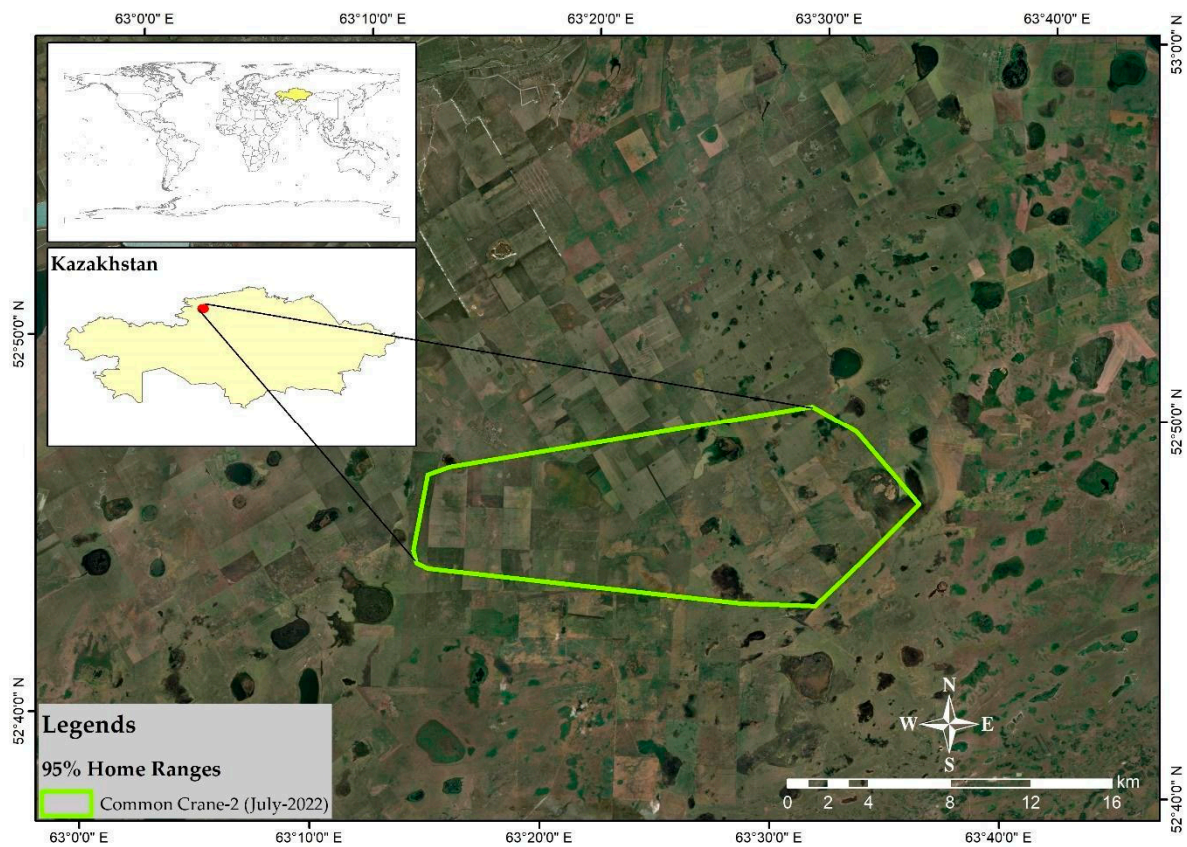 63°0'0" E 63°10'0" E 63°20'0" E 63°30'0" E 63°40'0" E
53°0'0" N
Kazakhstan
52°50'0" N
52°50'0" N
52°40'0" N
52°40'0" N
N
W E
S
Legends
95% Home Ranges
Common Crane-2 (July-2022)
km
0 2 4 8 12 16
63°0'0" E 63°10'0" E 63°20'0" E 63°30'0" E 63°40'0" E